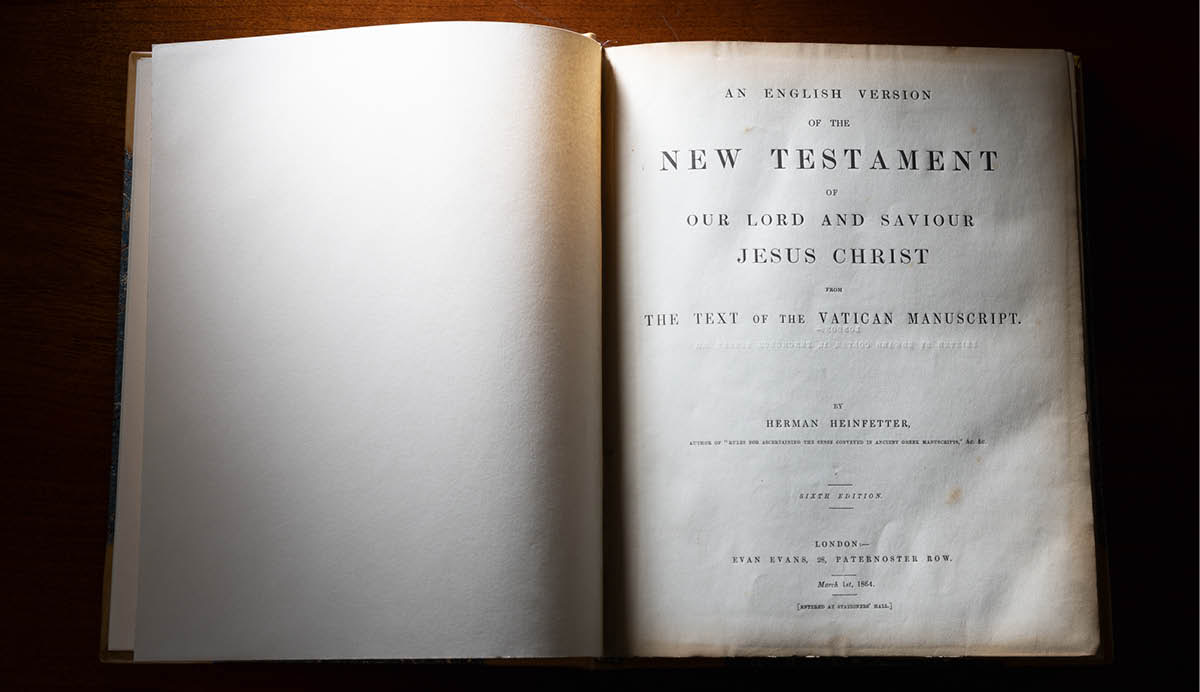 AN ENGLISH VERSION
OF THE
NEW TESTAMENT
OF
OUR LORD AND SAVIOUR
JESUS CHRIST
FROM
THE TEXT OF THE VATICAN MANUSCRIPT.
BY
HERMAN HEINFETTER,
AUTHOR OF "RULES FOR ASCERTAINING THE SENSE CONVEYED IN ANCIENT GREEK MANUSCRIPTS," &c. &c.
SIXTH EDITION.
LONDON:—
EVAN EVANS, 28, PATERNOSTER ROW.
March 1st, 1864.
[ENTERED AT STATIONERS' HALL.]